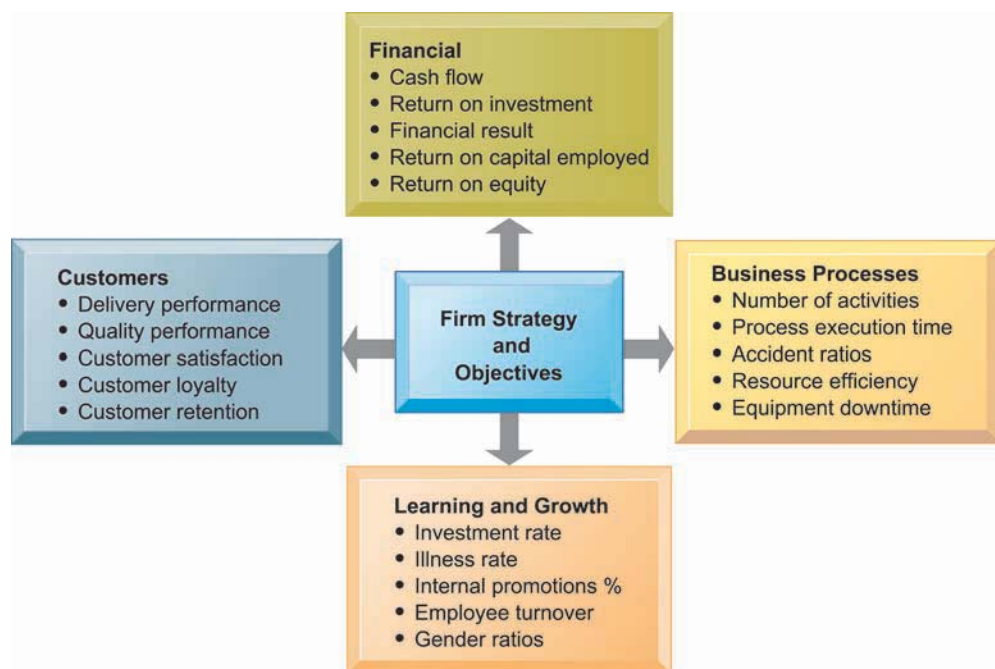 Financial
• Cash flow
• Return on investment
• Financial result
• Return on capital employed
• Return on equity
Customers
• Delivery performance
• Quality performance
• Customer satisfaction
• Customer loyalty
• Customer retention
Firm Strategy
and
Objectives
Business Processes
• Number of activities
• Process execution time
• Accident ratios
• Resource efficiency
• Equipment downtime
Learning and Growth
• Investment rate
• Illness rate
• Internal promotions %
• Employee turnover
• Gender ratios